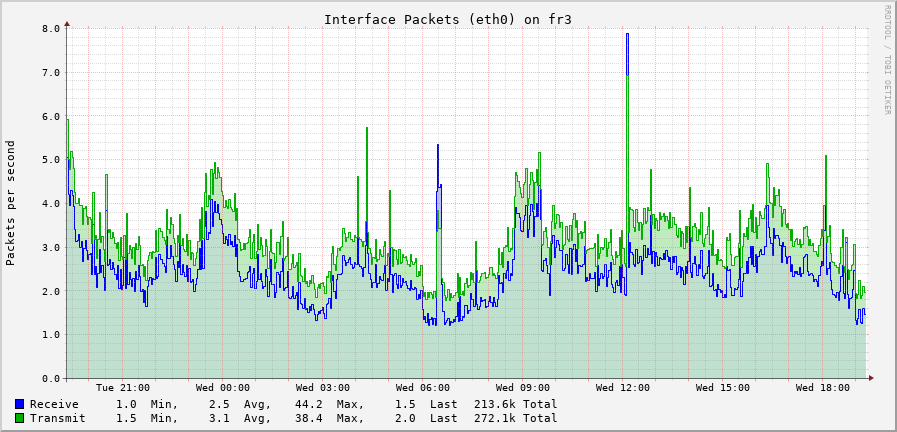 Interface Packets (eth0) on fr3
RRDTOOL / TOBI OETIKER
Packets per second
8.0
7.0
6.0
5.0
4.0
3.0
2.0
1.0
0.0
Tue 21:00 Wed 00:00 Wed 03:00 Wed 06:00 Wed 09:00 Wed 12:00 Wed 15:00 Wed 18:00
Receive 1.0 Min, 2.5 Avg, 44.2 Max, 1.5 Last 213.6k Total
Transmit 1.5 Min, 3.1 Avg, 38.4 Max, 2.0 Last 272.1k Total